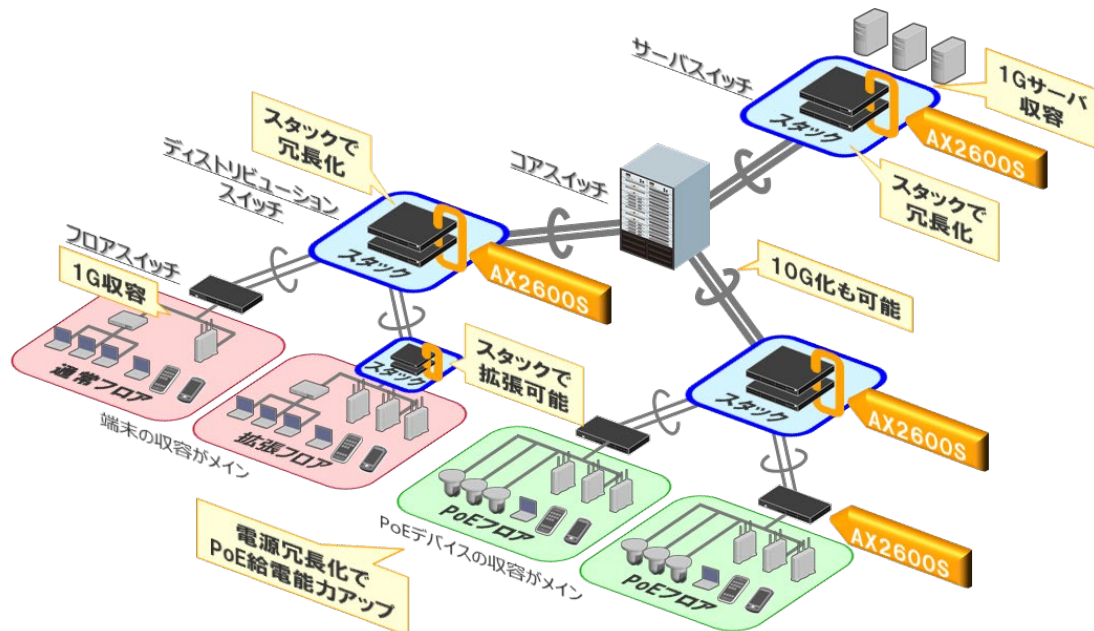 サーバスイッチ
1Gサーバ
収容
スタック
AX2600S
スタックで
冗長化
コアスイッチ
スタックで
冗長化
ディストリビューション
スイッチ
スタック
AX2600S
10G化も可能
フロアスイッチ
1G収容
通常フロア
スタック
拡張フロア
端末の収容がメイン
スタックで
拡張可能
スタック
AX2600S
PoEフロア
AX2600S
PoEフロア
PoEデバイスの収容がメイン
電源冗長化で
PoE給電能力アップ